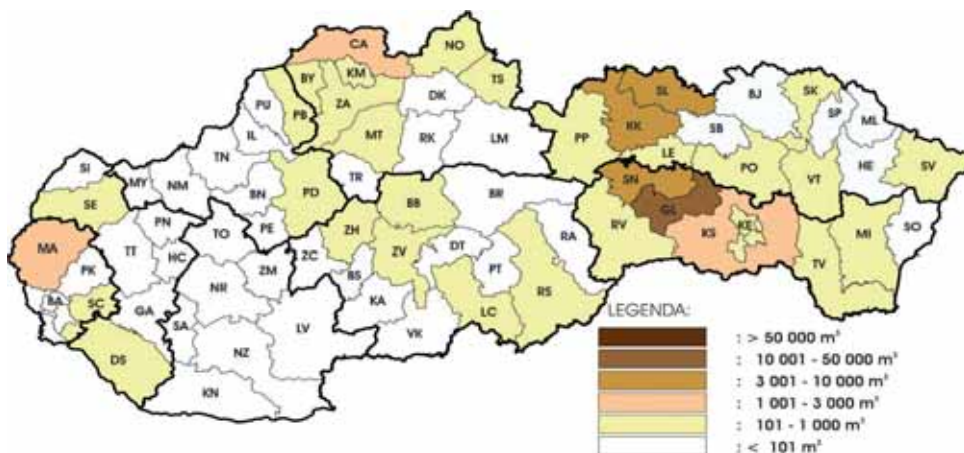 CA
NO
BY
KM
TS
PU
PB
ZA
DK
IL
MT
RK
LM
SL
BJ
SK
SP
ML
KK
SB
PP
LE
PO
VT
HE
SV
SI
MY
NM
TN
BN
PD
TR
SE
PN
PE
BB
BR
SN
GL
MA
PK
TT
HC
TO
ZM
ZC
ZH
ZV
DT
RA
RV
KS
KE
MI
SO
BA
SC
GA
NR
BS
PT
TV
SA
LV
KA
LC
RS
DS
NZ
VK
KN
LEGENDA:
: > 50 000 m³
: 10 001 - 50 000 m³
: 3 001 - 10 000 m³
: 1 001 - 3 000 m³
: 101 - 1 000 m³
: < 101 m³